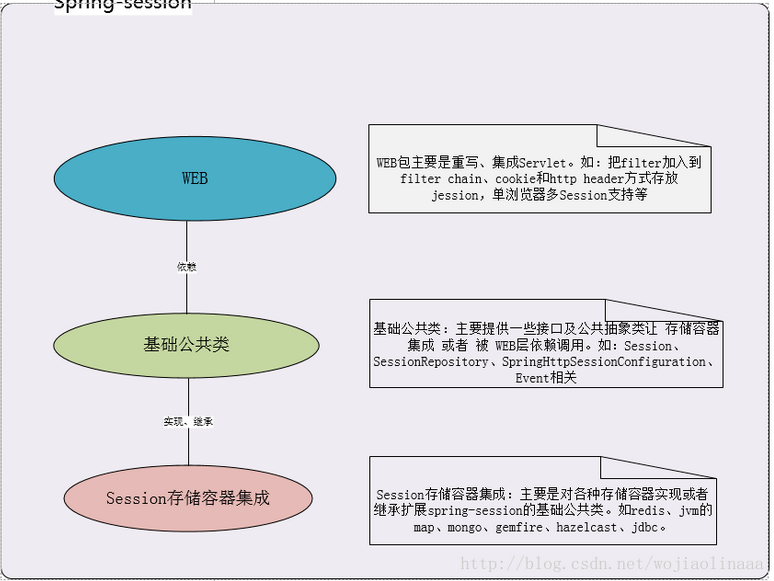 Spring-session
WEB
WEB包主要是重写、集成Servlet。如：把filter加入到
filter chain、cookie和http header方式存放
jession，单浏览器多Session支持等
依赖
基础公共类
基础公共类：主要提供一些接口及公共抽象类让 存储容器
集成 或者 被 WEB层依赖调用。如：Session、
SessionRepository、SpringHttpSessionConfiguration、
Event相关
实现、继承
Session存储容器集成
Session存储容器集成：主要是对各种存储容器实现或者
继承扩展spring-session的基础公共类。如redis、jvm的
map、mongo、gemfire、hazelcast、jdbc。
http://blog.csdn.net/wojiaolinaaa